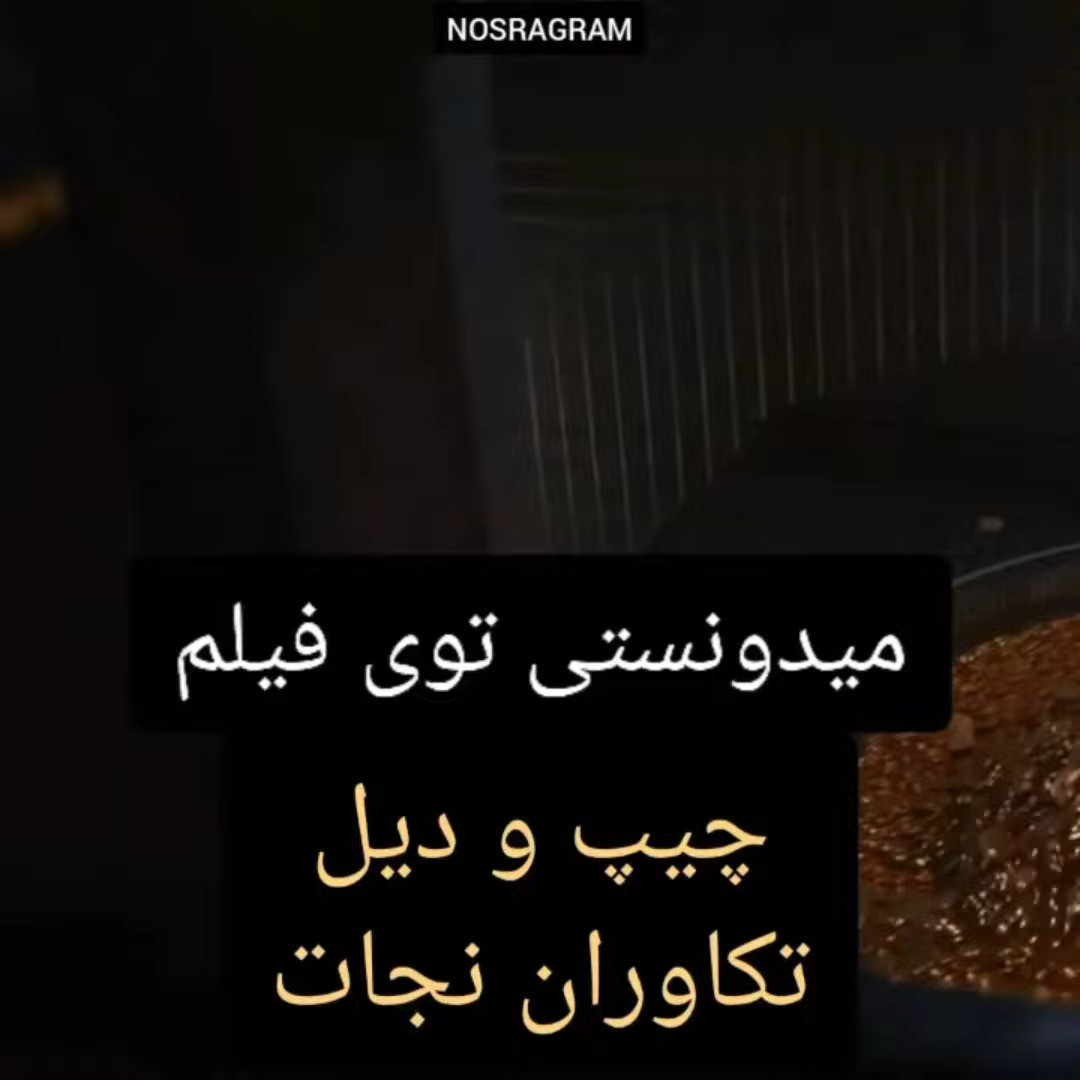 NOSRAGRAM
میدونستی توی فیلم
چیپ و دیل
تکاوران نجات